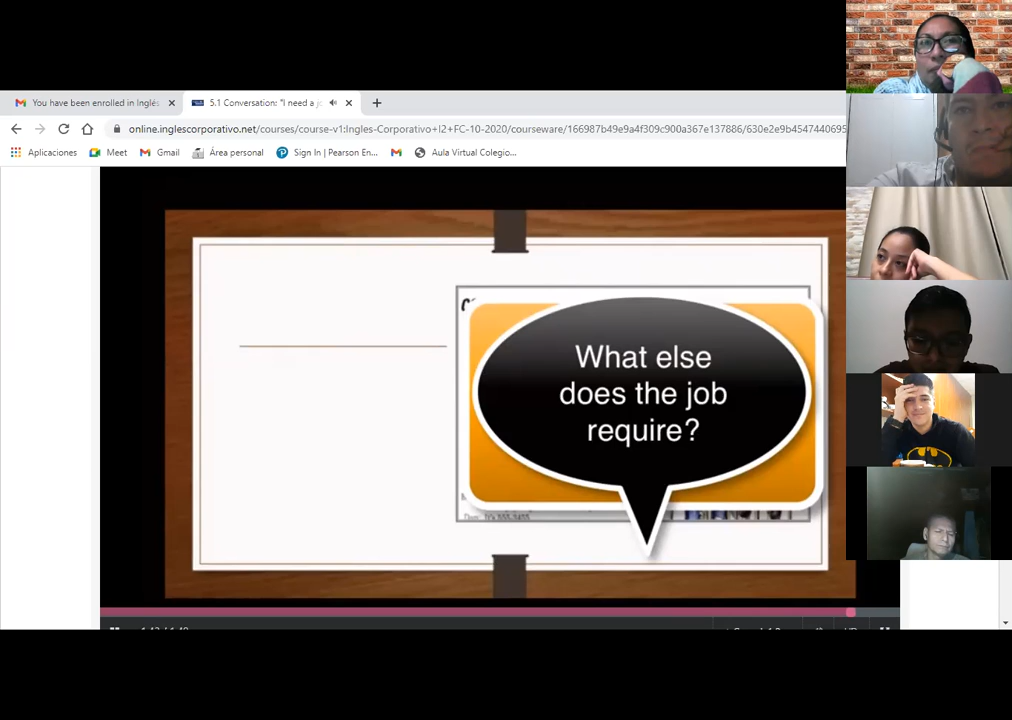 You have been enrolled in Inglés
5.1 Conversation: "I need a j
online.inglescorporativo.net/courses/course-v1:Ingles-Corporativo+I2+FC-10-2020/courseware/166987b49e9a4f309c900a367e137886/630e2e9b4547440695
Aplicaciones
Meet
Gmail
Área personal
Sign In | Pearson En...
Aula Virtual Colegio...
What else
does the job
require?